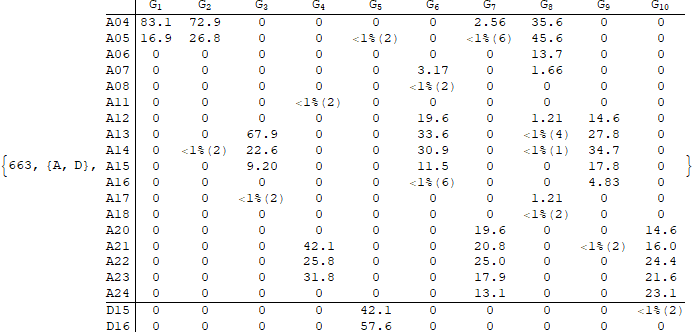 G1 G2 G3 G4 G5 G6 G7 G8 G9 G10
A04 83.1 72.9 0 0 0 0 2.56 35.6 0 0
A05 16.9 26.8 0 0 <1%(2) 0 <1%(6) 45.6 0 0
A06 0 0 0 0 0 0 0 13.7 0 0
A07 0 0 0 0 0 3.17 0 1.66 0 0
A08 0 0 0 0 0 <1%(2) 0 0 0 0
A11 0 0 0 <1%(2) 0 0 0 0 0 0
A12 0 0 0 0 0 19.6 0 1.21 14.6 0
A13 0 0 67.9 0 0 33.6 0 <1%(4) 27.8 0
A14 0 <1%(2) 22.6 0 0 30.9 0 <1%(1) 34.7 0
{663, {A, D}, A15 0 0 9.20 0 0 11.5 0 0 17.8 0 }
A16 0 0 0 0 0 <1%(6) 0 0 4.83 0
A17 0 0 <1%(2) 0 0 0 0 1.21 0 0
A18 0 0 0 0 0 0 0 <1%(2) 0 0
A20 0 0 0 0 0 0 19.6 0 0 14.6
A21 0 0 0 42.1 0 0 20.8 0 <1%(2) 16.0
A22 0 0 0 25.8 0 0 25.0 0 0 24.4
A23 0 0 0 31.8 0 0 17.9 0 0 21.6
A24 0 0 0 0 0 0 13.1 0 0 23.1
D15 0 0 0 0 42.1 0 0 0 0 <1%(2)
D16 0 0 0 0 57.6 0 0 0 0 0